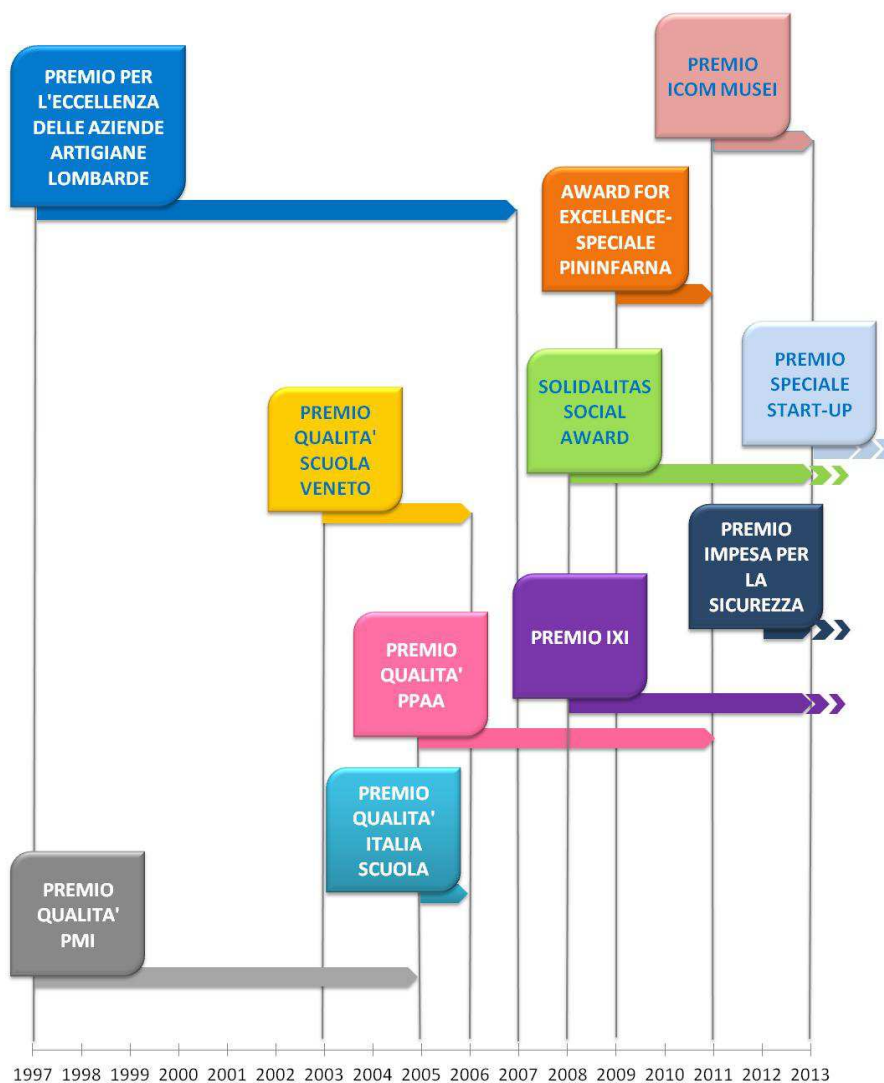 PREMIO PER
L'ECCELLENZA
DELLE AZIENDE
ARTIGIANE
LOMBARDE
PREMIO
ICOM MUSEI
AWARD FOR
EXCELLENCE-
SPECIALE
PININFARNA
PREMIO
SPECIALE
START-UP
SOLIDALITAS
SOCIAL
AWARD
PREMIO
QUALITA'
SCUOLA
VENETO
PREMIO
IMPESA PER
LA
SICUREZZA
PREMIO IXI
PREMIO
QUALITA'
PPAA
PREMIO
QUALITA'
ITALIA
SCUOLA
PREMIO
QUALITA'
PMI
1997 1998 1999 2000 2001 2002 2003 2004 2005 2006 2007 2008 2009 2010 2011 2012 2013